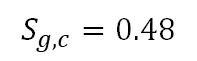 S_{g,c} = 0.48